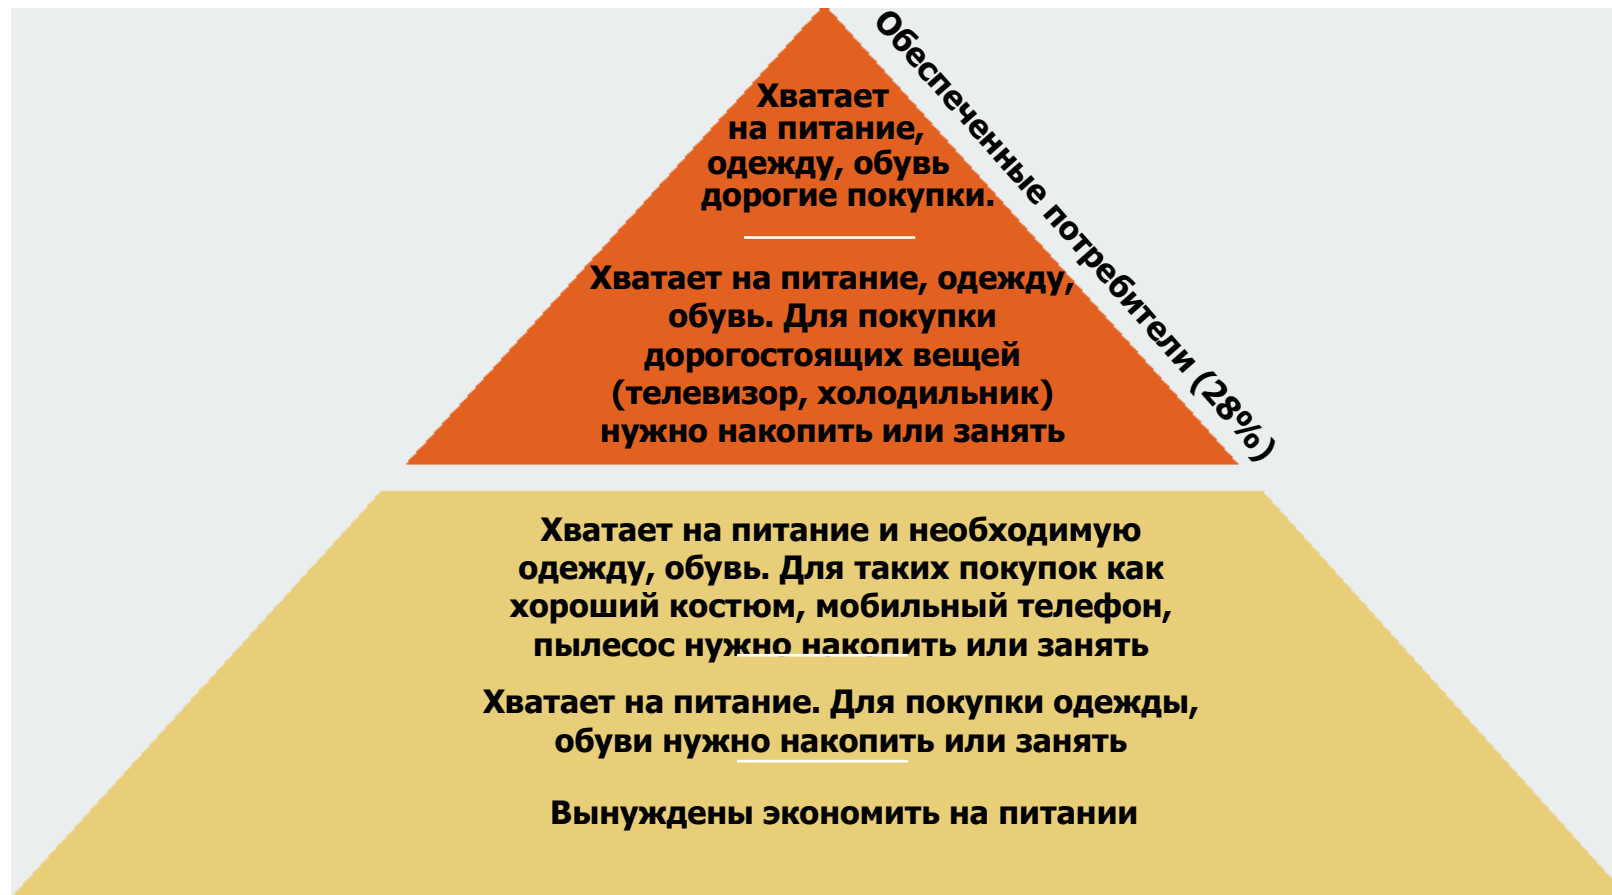 Хватает
на питание,
одежду, обувь
дорогие покупки.
Обеспеченные потребители (28%)
Хватает на питание, одежду,
обувь. Для покупки
дорогостоящих вещей
(телевизор, холодильник)
нужно накопить или занять
Хватает на питание и необходимую
одежду, обувь. Для таких покупок как
хороший костюм, мобильный телефон,
пылесос нужно накопить или занять
Хватает на питание. Для покупки одежды,
обуви нужно накопить или занять
Вынуждены экономить на питании